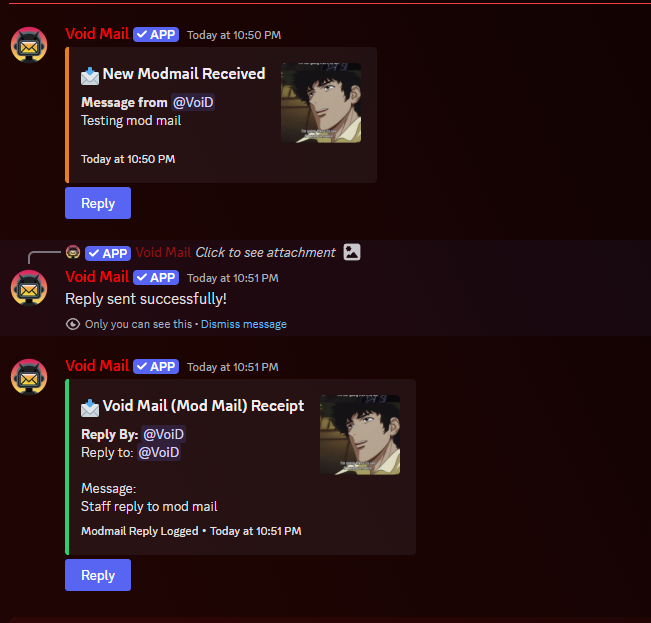 Void Mail ✓ APP Today at 10:50 PM
New Modmail Received
Message from @VoiD
Testing mod mail
Today at 10:50 PM
Reply
✓ APP Void Mail Click to see attachment
Void Mail ✓ APP Today at 10:51 PM
Reply sent successfully!
Only you can see this • Dismiss message
Void Mail ✓ APP Today at 10:51 PM
Void Mail (Mod Mail) Receipt
Reply By: @VoiD
Reply to: @VoiD
Message:
Staff reply to mod mail
Modmail Reply Logged • Today at 10:51 PM
Reply